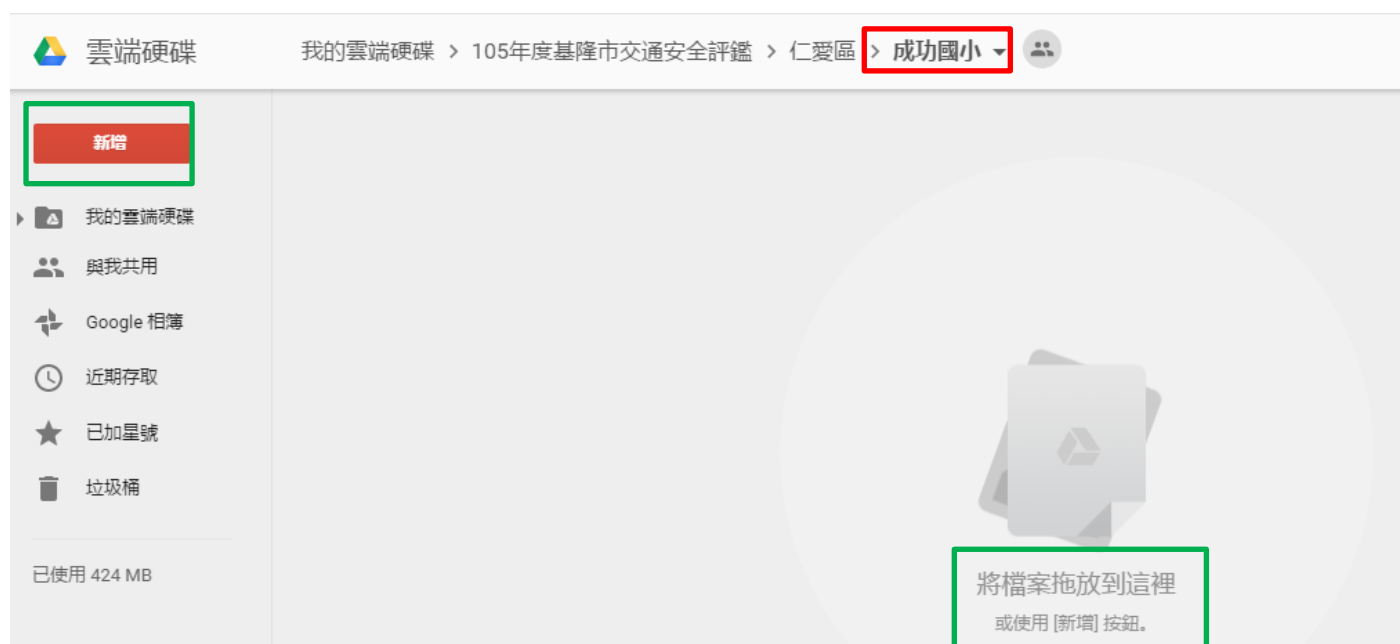 雲端硬碟
我的雲端硬碟 > 105年度基隆市交通安全評鑑 > 仁愛區 > 成功國小
新增
我的雲端硬碟
與我共用
Google 相簿
近期存取
已加星號
垃圾桶
已使用 424 MB
將檔案拖放到這裡
或使用 [新增] 按鈕。